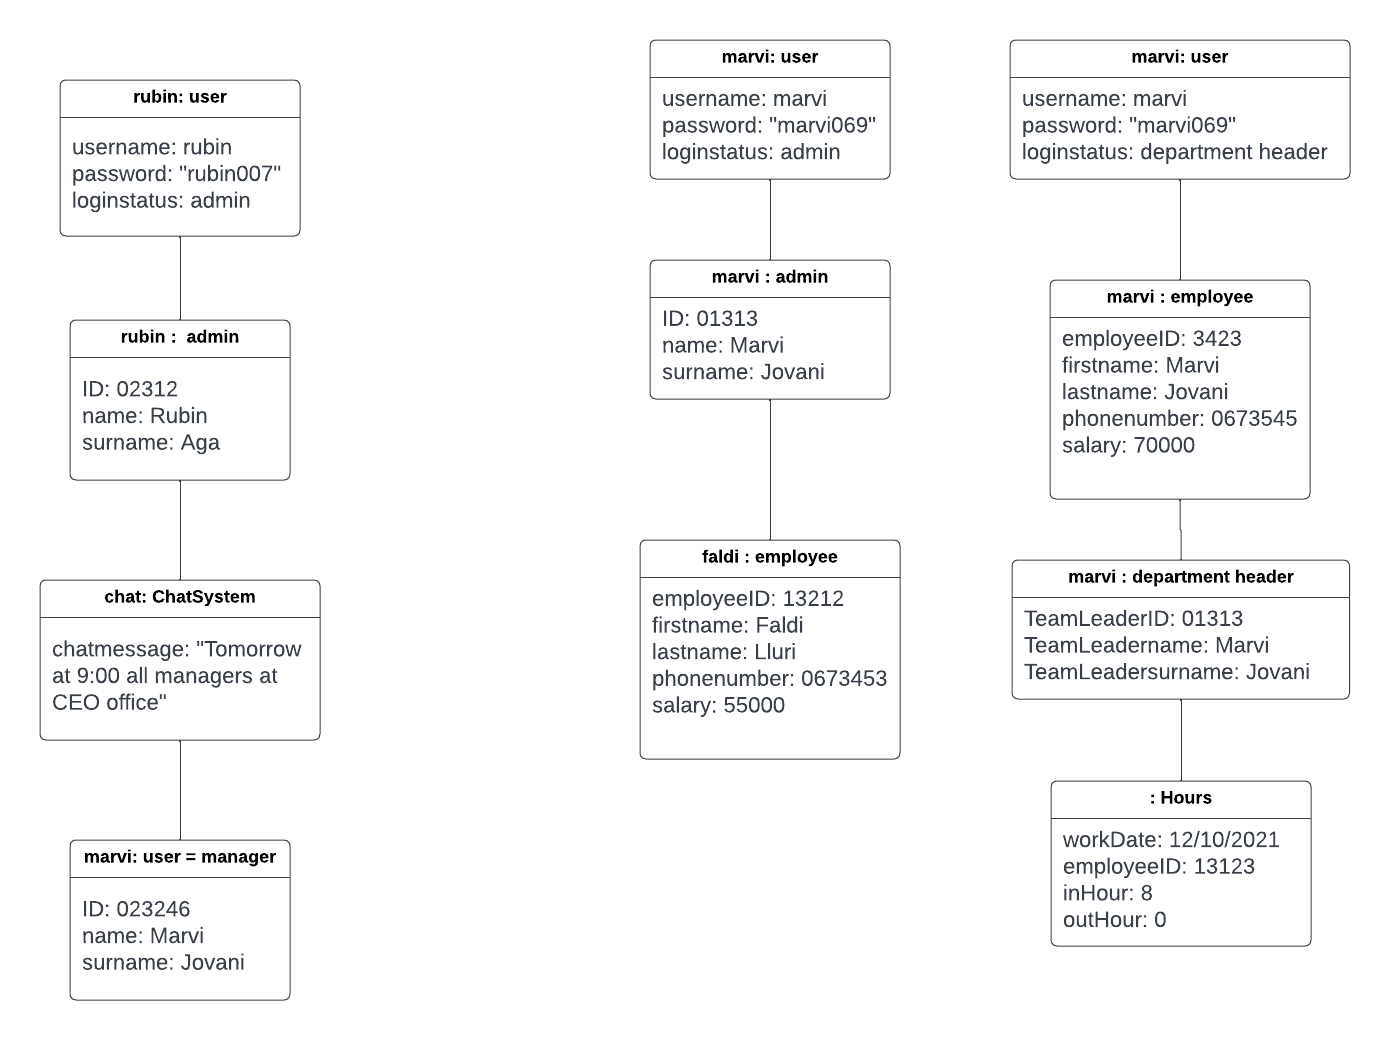 rubin: user
username: rubin
password: "rubin007"
loginstatus: admin
rubin :  admin
ID: 02312
name: Rubin
surname: Aga
chat: ChatSystem
chatmessage: "Tomorrow
at 9:00 all managers at
CEO office"
marvi: user = manager
ID: 023246
name: Marvi
surname: Jovani
marvi: user
username: marvi
password: "marvi069"
loginstatus: admin
marvi : admin
ID: 01313
name: Marvi
surname: Jovani
faldi : employee
employeeID: 13212
firstname: Faldi
lastname: Lluri
phonenumber: 0673453
salary: 55000
marvi: user
username: marvi
password: "marvi069"
loginstatus: department header
marvi : employee
employeeID: 3423
firstname: Marvi
lastname: Jovani
phonenumber: 0673545
salary: 70000
marvi : department header
TeamLeaderID: 01313
TeamLeadername: Marvi
TeamLeadersurname: Jovani
: Hours
workDate: 12/10/2021
employeeID: 13123
inHour: 8
outHour: 0